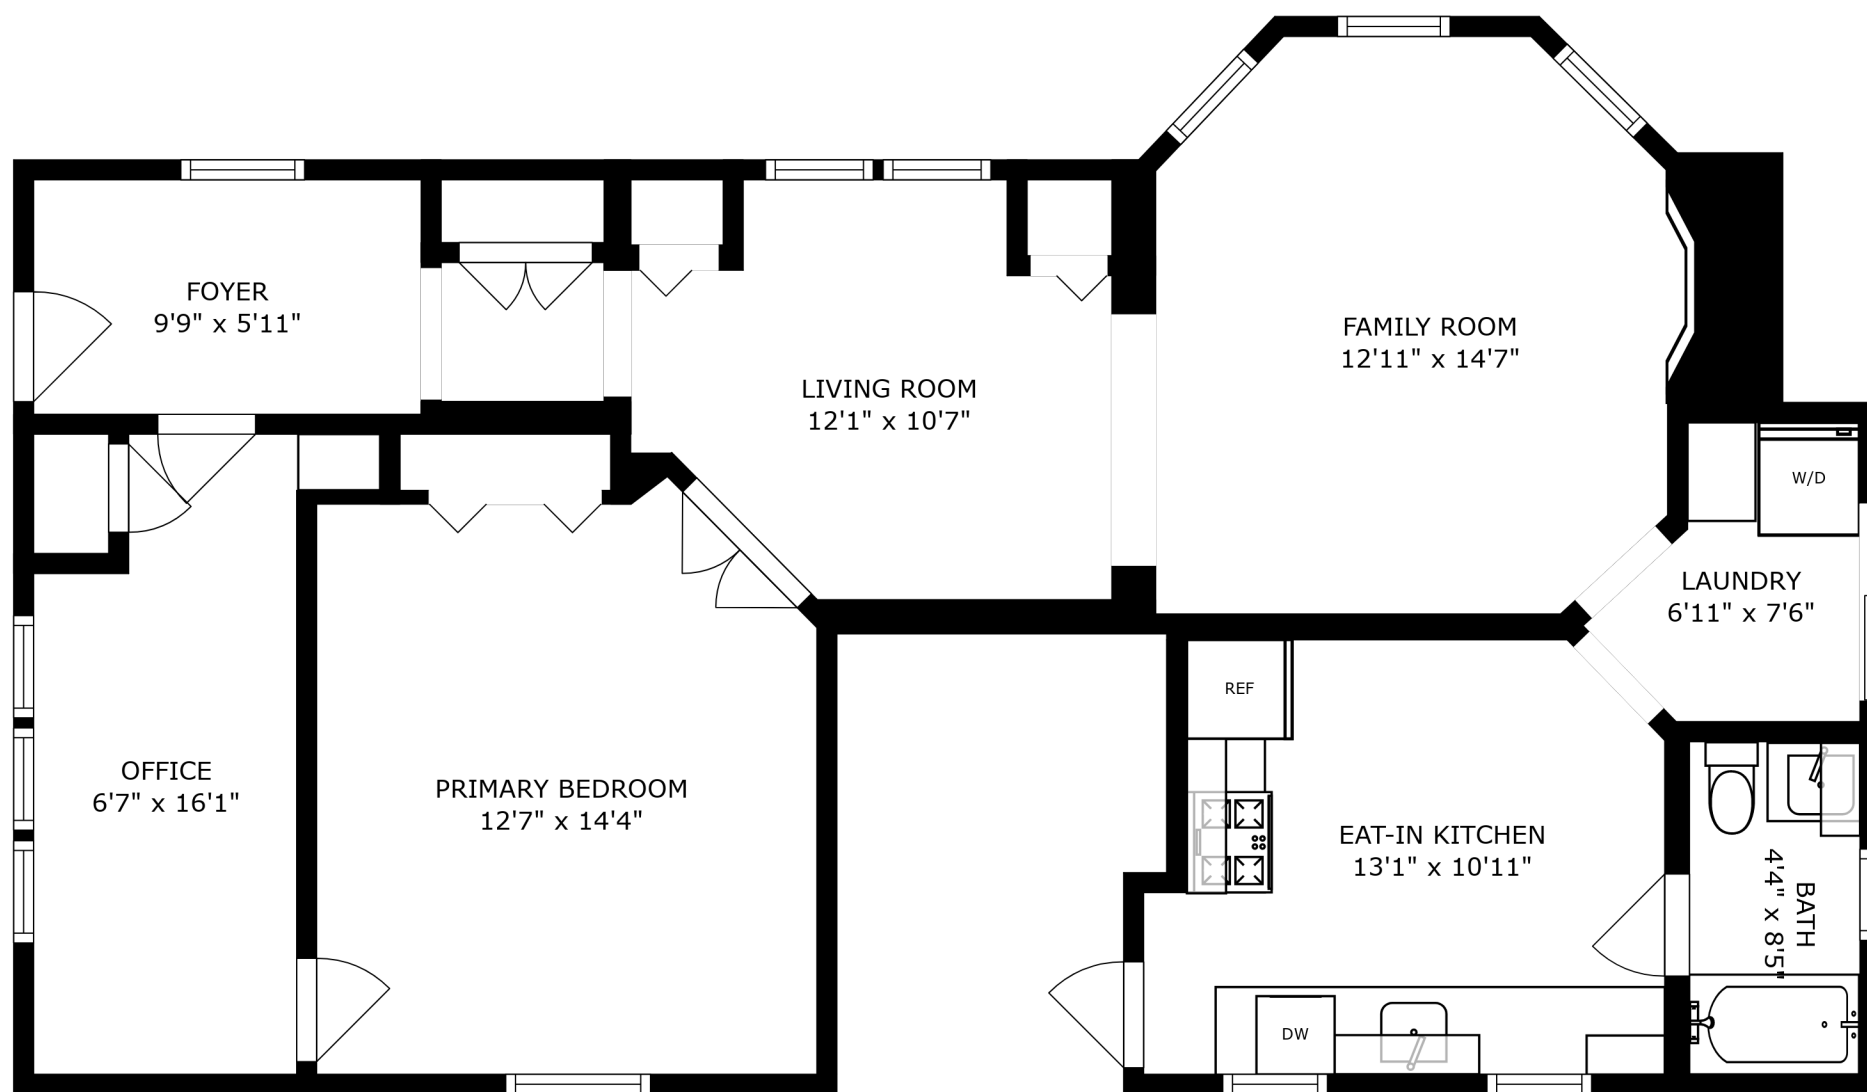 FOYER
9'9" x 5'11"
LIVING ROOM
12'1" x 10'7"
FAMILY ROOM
12'11" x 14'7"
W/D
LAUNDRY
6'11" x 7'6"
REF
OFFICE
6'7" x 16'1"
PRIMARY BEDROOM
12'7" x 14'4"
EAT-IN KITCHEN
13'1" x 10'11"
BATH
4'4" x 8'5"
DW